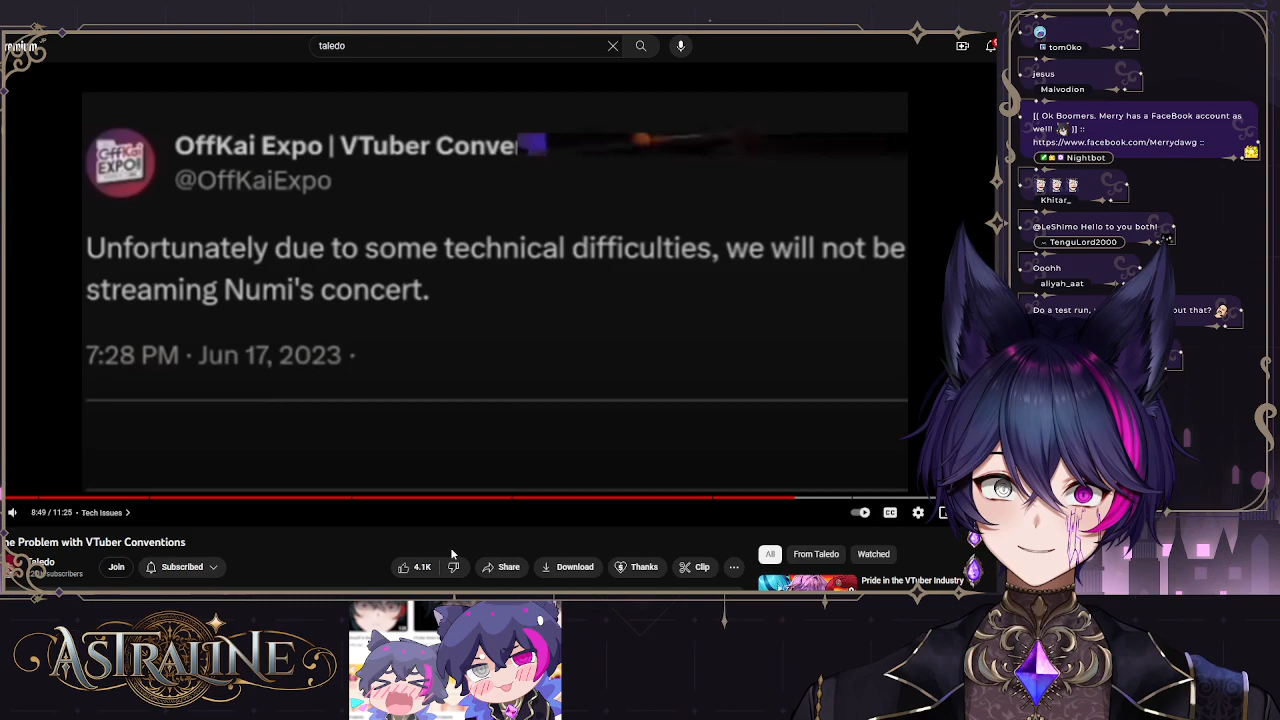 taledo
OffKai Expo | VTuber Conve
@OffKaiExpo
Unfortunately due to some technical difficulties, we will not be
streaming Numi's concert.
7:28 PM · Jun 17, 2023 ·
8:49 / 11:25 • Tech Issues
CC
he Problem with VTuber Conventions
Taledo
subscribers
Join
Subscribed
4.1K
Share
Download
Thanks
Clip
All
From Taledo
Watched
Pride in the VTuber Industry
ASTRALINE
tom0ko
jesus
Malvodion
[[ Ok Boomers. Merry has a FaceBook account as
well! ]] ::
https://www.facebook.com/Merrydawg ::
Nightbot
Khitar_
@LeShimo Hello to you both!
TenguLord2000
Ooohh
aliyah_aat
Do a test run,
out that?